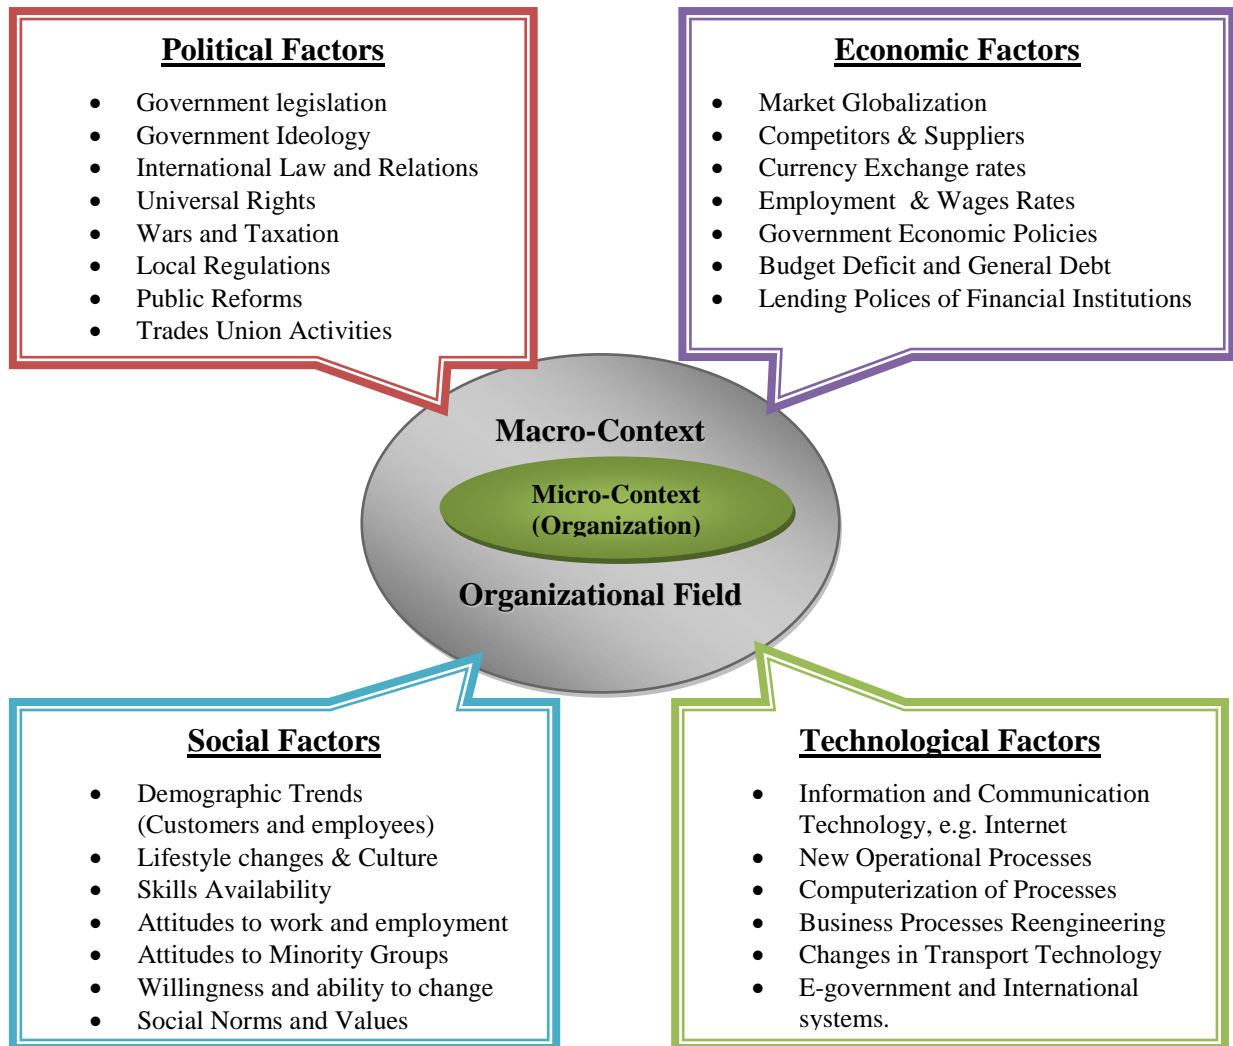 Political Factors
• Government legislation
• Government Ideology
• International Law and Relations
• Universal Rights
• Wars and Taxation
• Local Regulations
• Public Reforms
• Trades Union Activities
Economic Factors
• Market Globalization
• Competitors & Suppliers
• Currency Exchange rates
• Employment & Wages Rates
• Government Economic Policies
• Budget Deficit and General Debt
• Lending Polices of Financial Institutions
Macro-Context
Micro-Context
(Organization)
Organizational Field
Social Factors
• Demographic Trends
(Customers and employees)
• Lifestyle changes & Culture
• Skills Availability
• Attitudes to work and employment
• Attitudes to Minority Groups
• Willingness and ability to change
• Social Norms and Values
Technological Factors
• Information and Communication
Technology, e.g. Internet
• New Operational Processes
• Computerization of Processes
• Business Processes Reengineering
• Changes in Transport Technology
• E-government and International
systems.